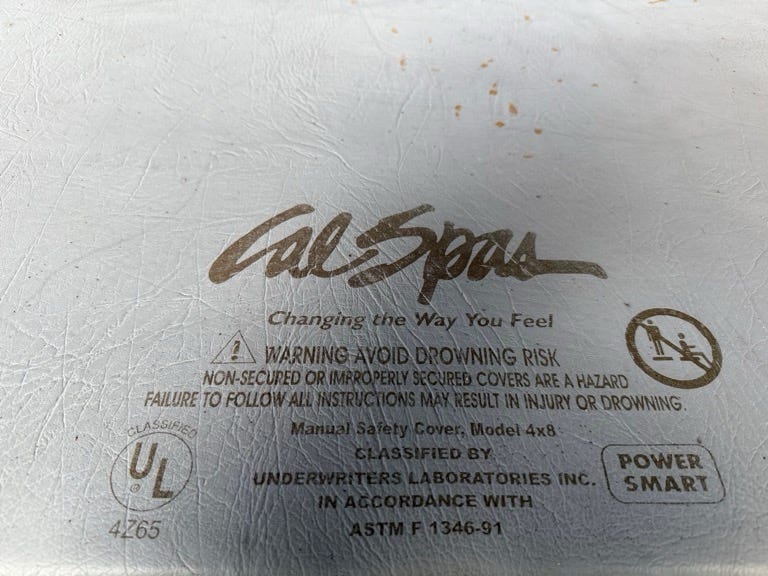 Cal Spas
Changing the Way You Feel
WARNING AVOID DROWNING RISK
NON-SECURED OR IMPROPERLY SECURED COVERS ARE A HAZARD
FAILURE TO FOLLOW ALL INSTRUCTIONS MAY RESULT IN INJURY OR DROWNING.
Manual Safety Cover, Model 4x8
CLASSIFIED BY
UNDERWRITERS LABORATORIES INC.
IN ACCORDANCE WITH
ASTM F 1346-91
CLASSIFIED
UL
®
4Z65
POWER
SMART